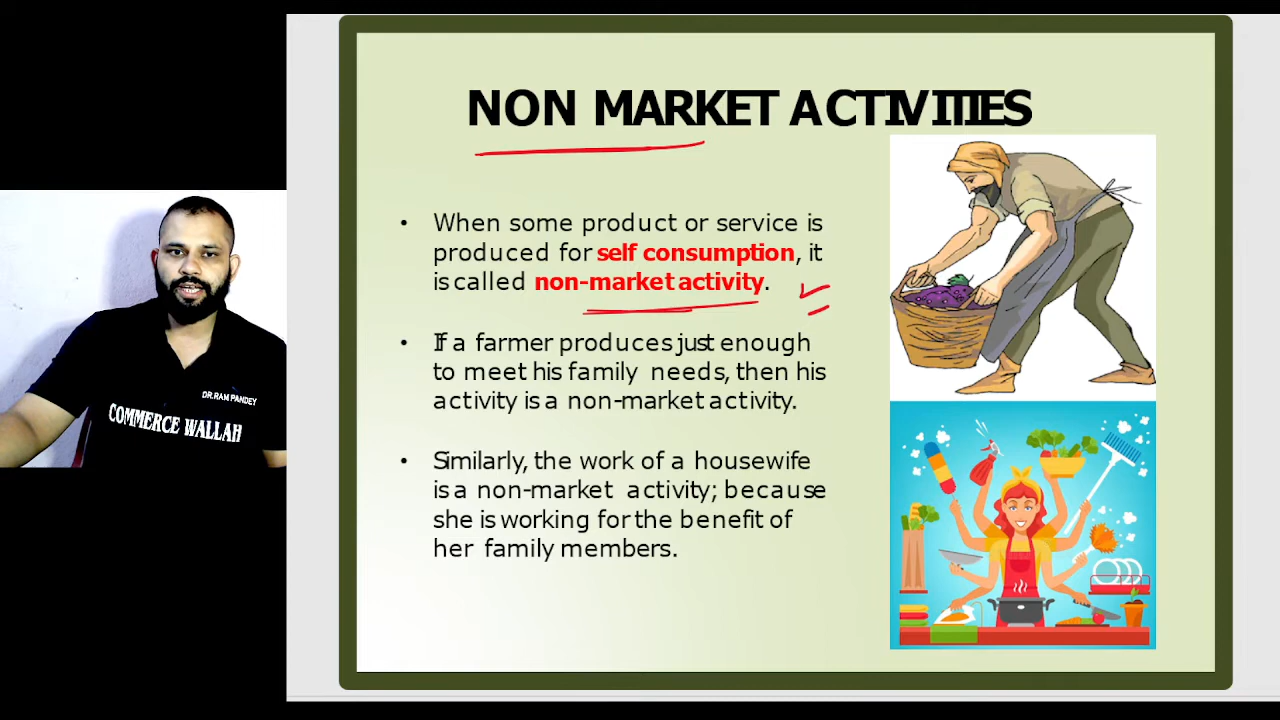 NON MARKET ACTIVITIES
• When some product or service is
produced for self consumption, it
is called non-market activity.
• If a farmer produces just enough
to meet his family needs, then his
activity is a non-market activity.
• Similarly, the work of a housewife
is a non-market activity; because
she is working for the benefit of
her family members.
DR.RAM PANDEY
COMMERCE WALLAH